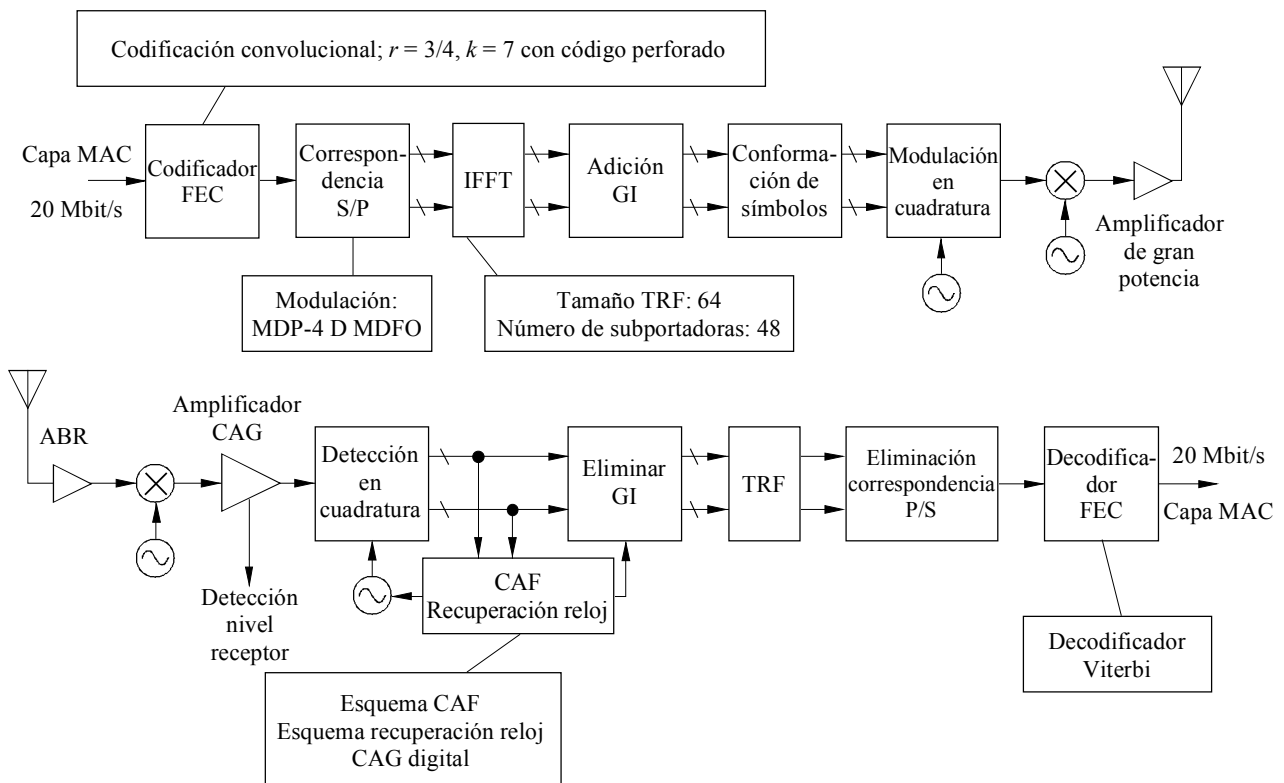 Codificación convolucional; r = 3/4, k = 7 con código perforado
Capa MAC
20 Mbit/s
Codificador
FEC
Correspon-
dencia
S/P
IFFT
Adición
GI
Conforma-
ción de
símbolos
Modulación
en
cuadratura
Amplificador
de gran
potencia
Modulación:
MDP-4 D MDFO
Tamaño TRF: 64
Número de subportadoras: 48
ABR
Amplificador
CAG
Detección
nivel
receptor
Detección
en
cuadratura
CAF
Recuperación reloj
Eliminar
GI
TRF
Eliminación
correspondencia
P/S
Decodifica-
dor
FEC
20 Mbit/s
Capa MAC
Esquema CAF
Esquema recuperación reloj
CAG digital
Decodificador
Viterbi